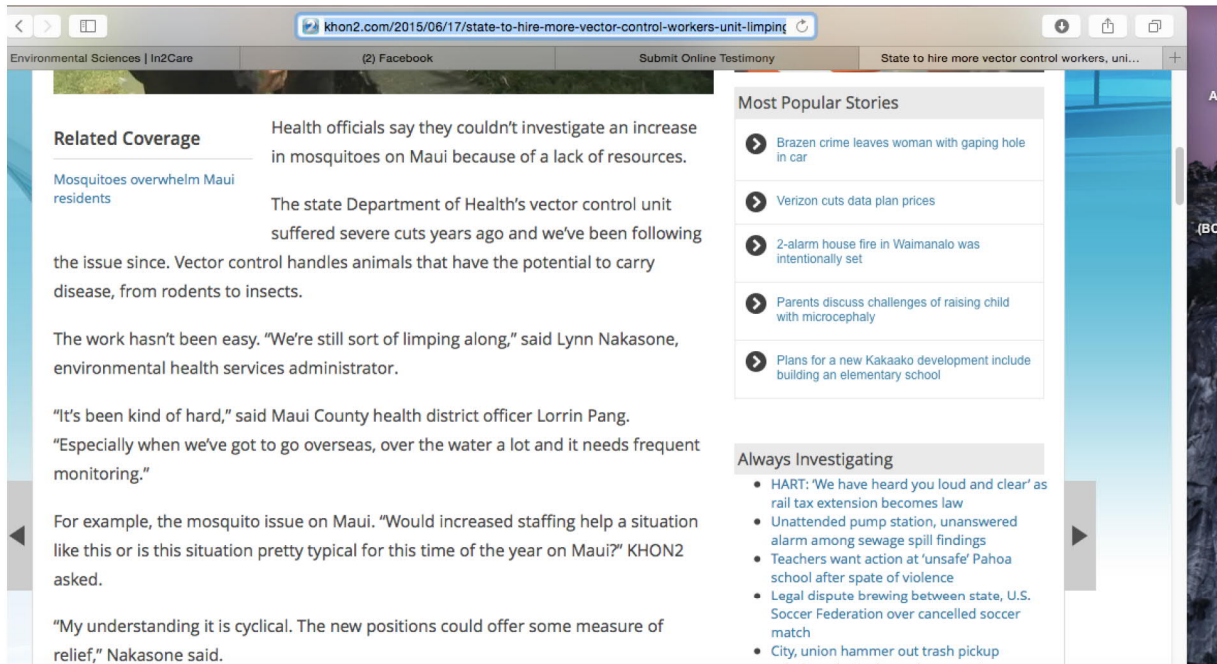 khon2.com/2015/06/17/state-to-hire-more-vector-control-workers-unit-limping
Environmental Sciences | In2Care
(2) Facebook
Submit Online Testimony
State to hire more vector control workers, uni...
Related Coverage
Mosquitoes overwhelm Maui
residents
Health officials say they couldn’t investigate an increase
in mosquitoes on Maui because of a lack of resources.
The state Department of Health’s vector control unit
suffered severe cuts years ago and we’ve been following
the issue since. Vector control handles animals that have the potential to carry
disease, from rodents to insects.
The work hasn’t been easy. “We’re still sort of limping along,” said Lynn Nakasone,
environmental health services administrator.
“It’s been kind of hard,” said Maui County health district officer Lorrin Pang.
“Especially when we’ve got to go overseas, over the water a lot and it needs frequent
monitoring.”
For example, the mosquito issue on Maui. “Would increased staffing help a situation
like this or is this situation pretty typical for this time of the year on Maui?” KHON2
asked.
“My understanding it is cyclical. The new positions could offer some measure of
relief,” Nakasone said.
Most Popular Stories
Brazen crime leaves woman with gaping hole
in car
Verizon cuts data plan prices
2-alarm house fire in Waimanalo was
intentionally set
Parents discuss challenges of raising child
with microcephaly
Plans for a new Kakaako development include
building an elementary school
Always Investigating
HART: ‘We have heard you loud and clear’ as
rail tax extension becomes law
Unattended pump station, unanswered
alarm among sewage spill findings
Teachers want action at ‘unsafe’ Pahoa
school after spate of violence
Legal dispute brewing between state, U.S.
Soccer Federation over cancelled soccer
match
City, union hammer out trash pickup
A
(BC